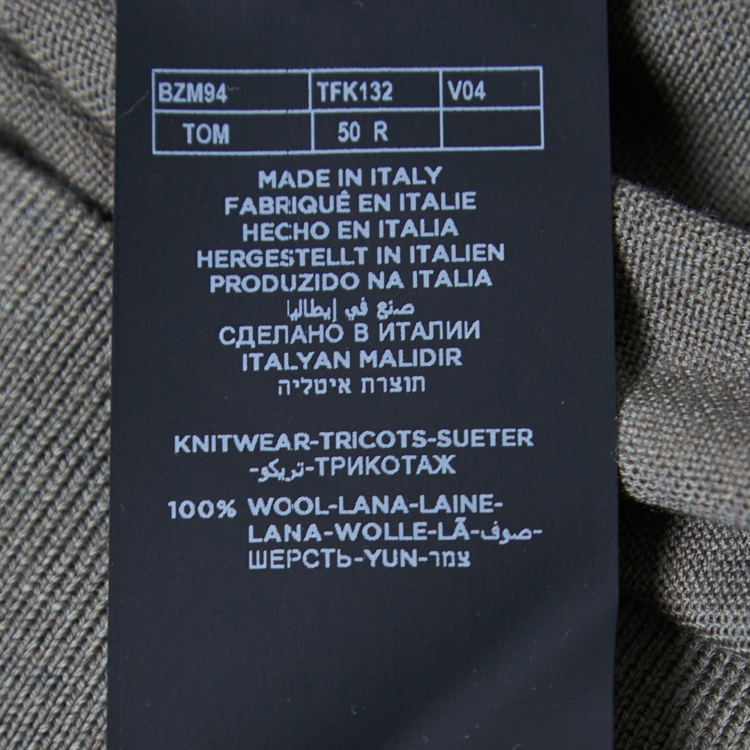 BZM94 TFK132 V04
TOM 50 R
MADE IN ITALY
FABRIQUÊ EN ITALIE
HECHO EN ITALIA
HERGESTELLT IN ITALIEN
PRODUZIDO NA ITALIA
صنع في إيطاليا
СДЕЛАНО В ИТАЛИИ
ITALYAN MALIDIR
תוצרת איטליה
KNITWEAR-TRICOTS-SUETER
-تريكو-ТРИКОТАЖ
100% WOOL-LANA-LAINE-
LANA-WOLLE-LÃ-صوف-
ШЕРСТЬ-YUN-צמר